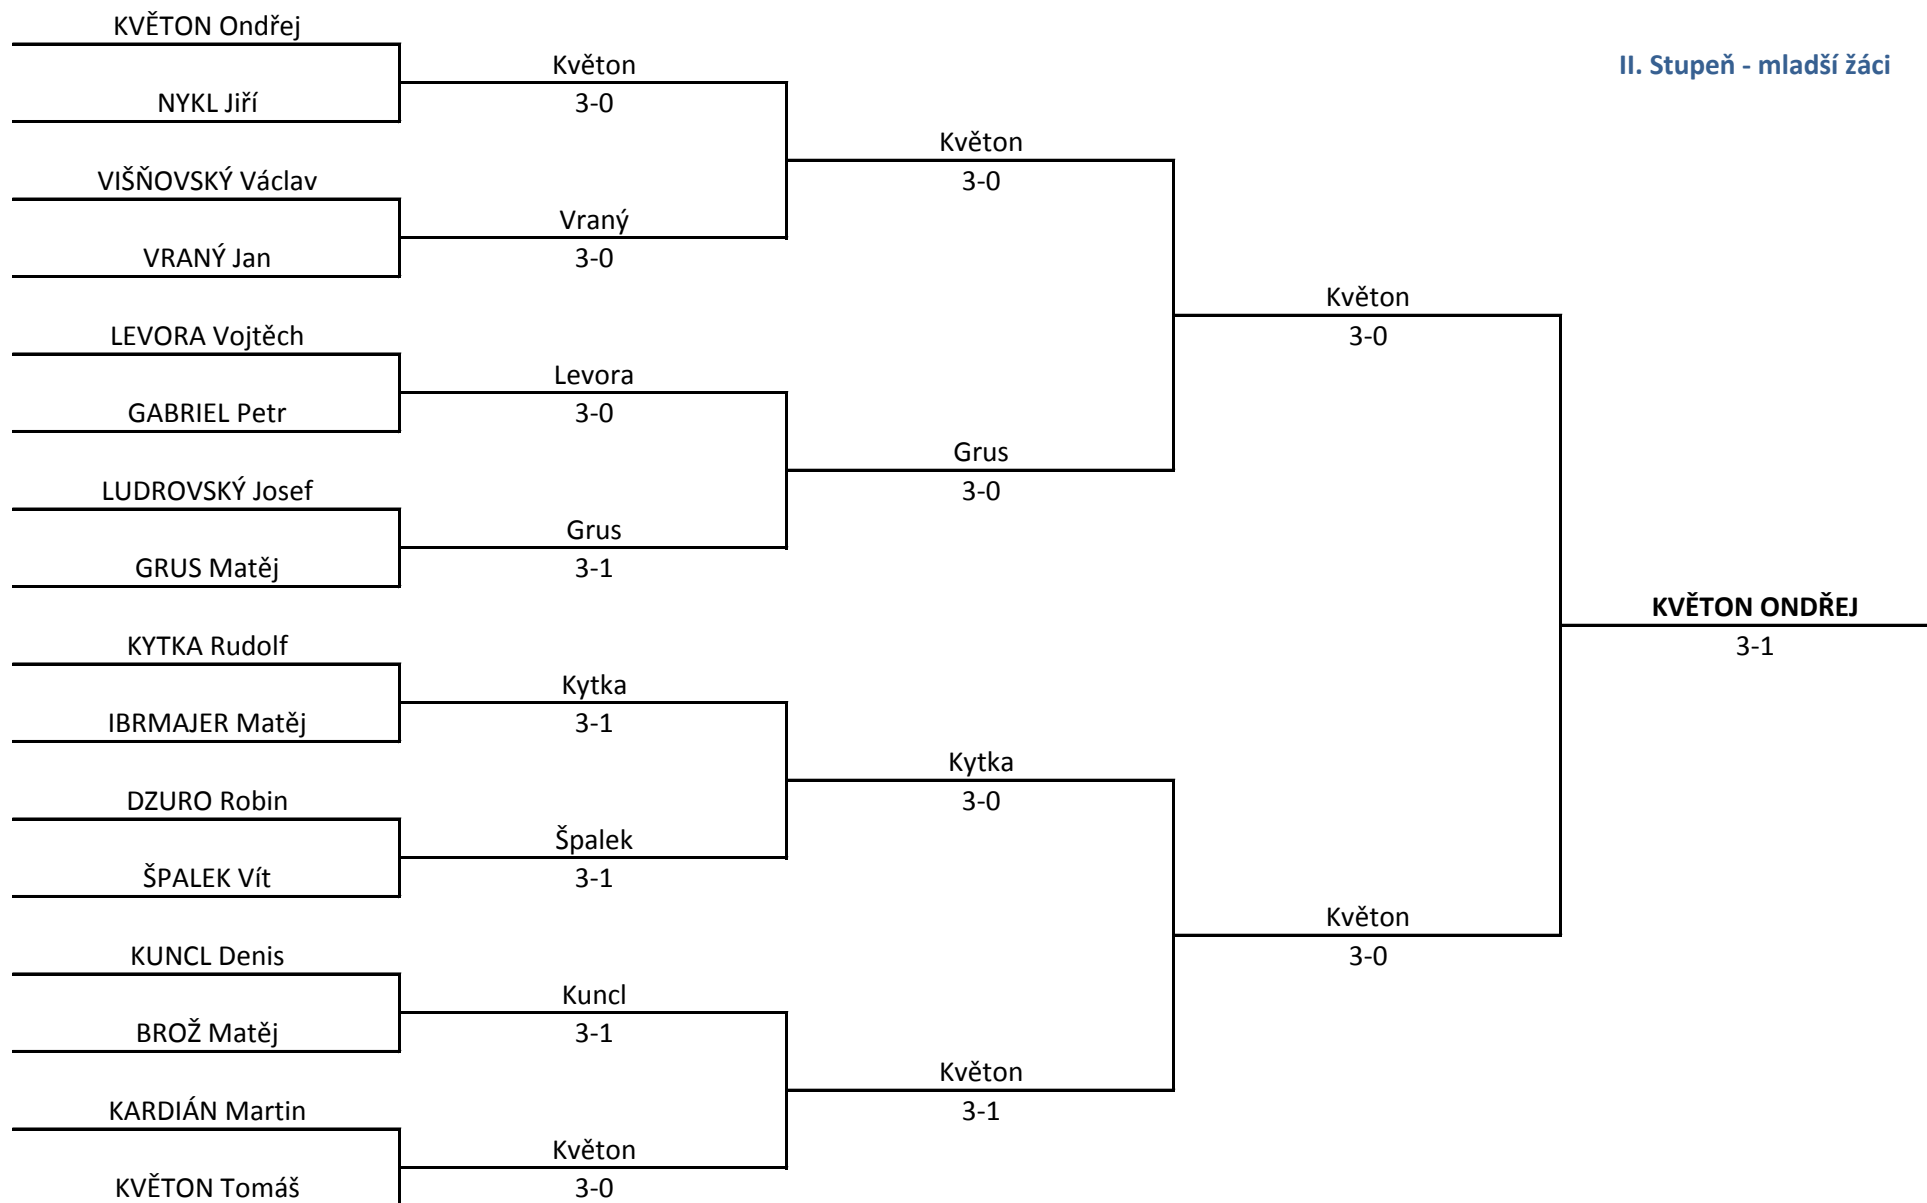 KVĚTON Ondřej
Květon
II. Stupeň - mladší žáci
NYKL Jiří
3-0
Květon
VIŠŇOVSKÝ Václav
3-0
Vraný
VRANÝ Jan
3-0
Květon
LEVORA Vojtěch
3-0
Levora
GABRIEL Petr
3-0
Grus
LUDROVSKÝ Josef
3-0
Grus
GRUS Matěj
3-1
KVĚTON ONDŘEJ
KYTKA Rudolf
3-1
Kytka
IBRMAJER Matěj
3-1
Kytka
DZURO Robin
3-0
Špalek
ŠPALEK Vít
3-1
Květon
KUNCL Denis
3-0
Kuncl
BROŽ Matěj
3-1
Květon
KARDIÁN Martin
3-1
Květon
KVĚTON Tomáš
3-0